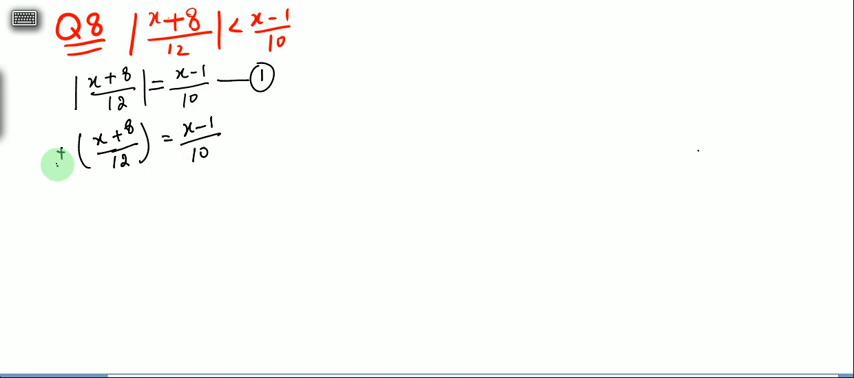 Q8 |x+8/12| < x-1/10
|x+8/12| = x-1/10 — ①
+(x+8/12) = x-1/10